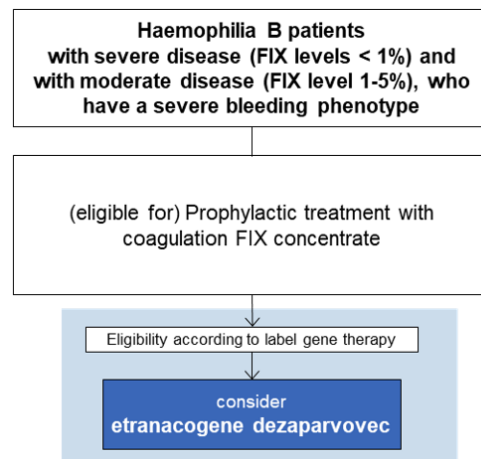 Haemophilia B patients
with severe disease (FIX levels < 1%) and
with moderate disease (FIX level 1-5%), who
have a severe bleeding phenotype
(eligible for) Prophylactic treatment with
coagulation FIX concentrate
Eligibility according to label gene therapy
consider
etranacogene dezaparvovec